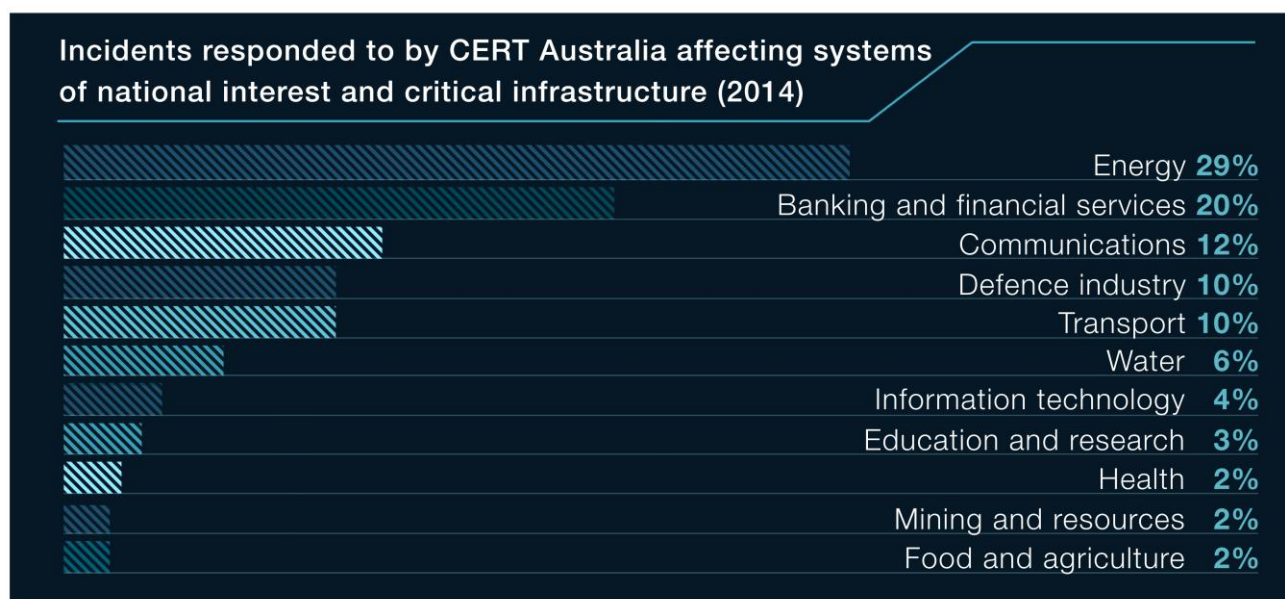 Incidents responded to by CERT Australia affecting systems
of national interest and critical infrastructure (2014)
Energy 29%
Banking and financial services 20%
Communications 12%
Defence industry 10%
Transport 10%
Water 6%
Information technology 4%
Education and research 3%
Health 2%
Mining and resources 2%
Food and agriculture 2%